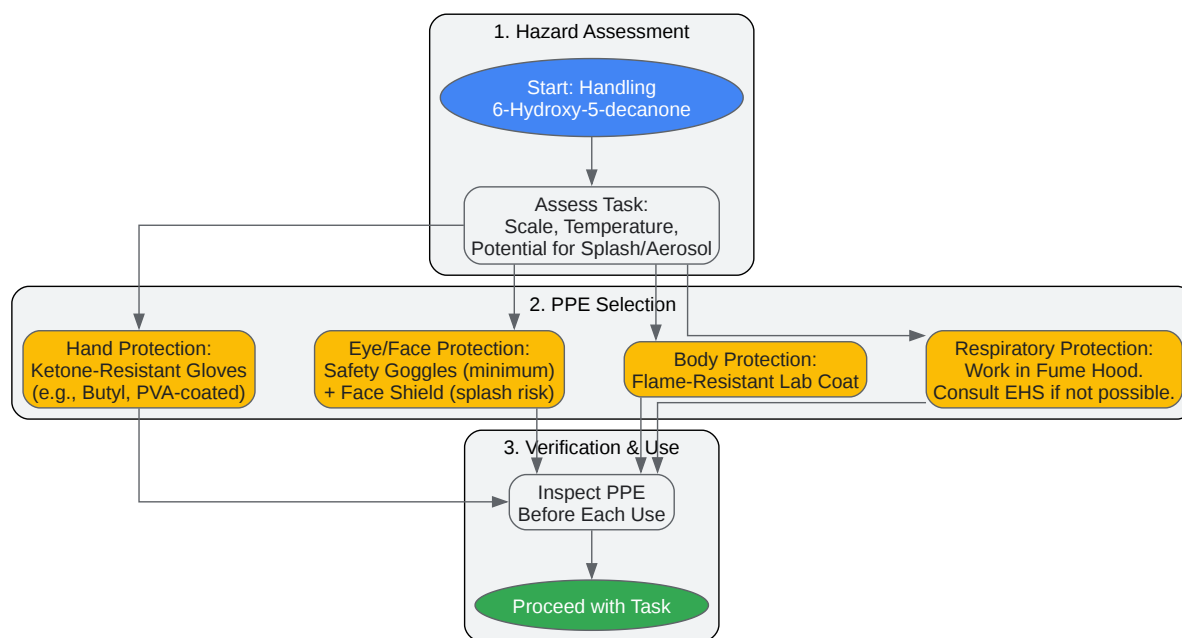 1. Hazard Assessment
Start: Handling
6-Hydroxy-5-decanone
Assess Task:
Scale, Temperature,
Potential for Splash/Aerosol
2. PPE Selection
Hand Protection:
Ketone-Resistant Gloves
(e.g., Butyl, PVA-coated)
Eye/Face Protection:
Safety Goggles (minimum)
+ Face Shield (splash risk)
Body Protection:
Flame-Resistant Lab Coat
Respiratory Protection:
Work in Fume Hood.
Consult EHS if not possible.
3. Verification & Use
Inspect PPE
Before Each Use
Proceed with Task